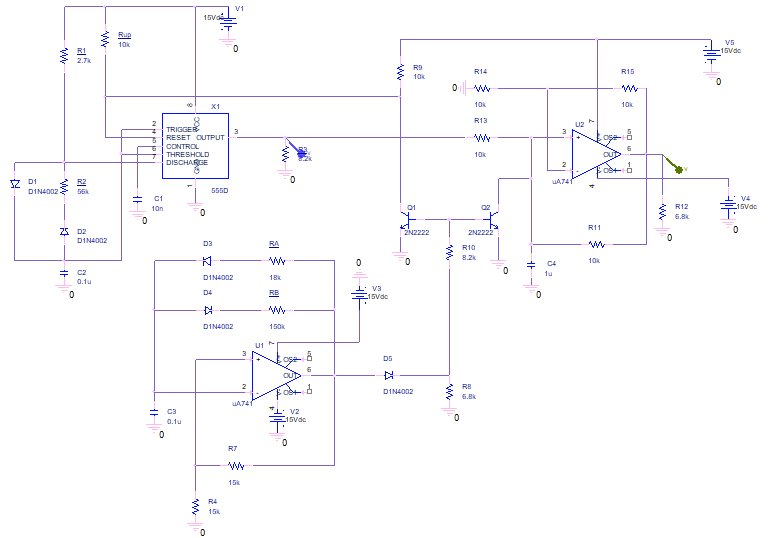 V1
15Vdc
0
R1
2.7k
Rup
10k
X1
8
VCC
2
TRIGGER
4
RESET
OUTPUT
3
5
CONTROL
6
THRESHOLD
7
DISCHARGE
GND
1
555D
0
R3
8.2k
0
D1
D1N4002
R2
56k
D2
D1N4002
C1
10n
0
C2
0.1u
0
R9
10k
V5
15Vdc
0
R14
0
10k
R15
10k
R13
10k
U2
7
3
+
V+
OS2
5
OUT
6
2
-
OS1
1
V-
4
uA741
V
V4
15Vdc
0
R12
6.8k
0
R11
10k
C4
1u
0
Q1
2N2222
0
Q2
2N2222
0
R10
8.2k
D3
D1N4002
RA
18k
D4
D1N4002
RB
150k
0
V3
15Vdc
U1
7
3
+
V+
OS2
5
OUT
6
2
-
OS1
1
V-
4
uA741
V2
15Vdc
0
D5
D1N4002
R8
6.8k
0
C3
0.1u
0
R7
15k
R4
15k
0